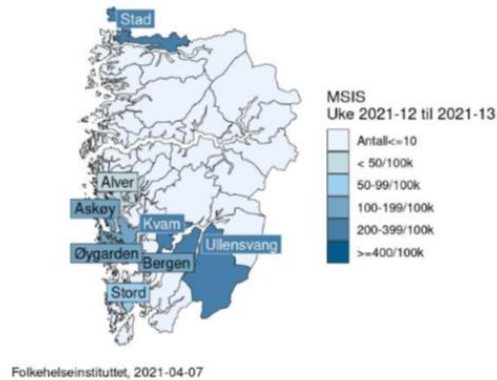 Stad
MSIS
Uke 2021-12 til 2021-13
Antall<=10
< 50/100k
50-99/100k
100-199/100k
200-399/100k
>=400/100k
Alver
Askøy
Kvam
Ullensvang
Øygarden
Bergen
Stord
Folkehelseinstituttet, 2021-04-07